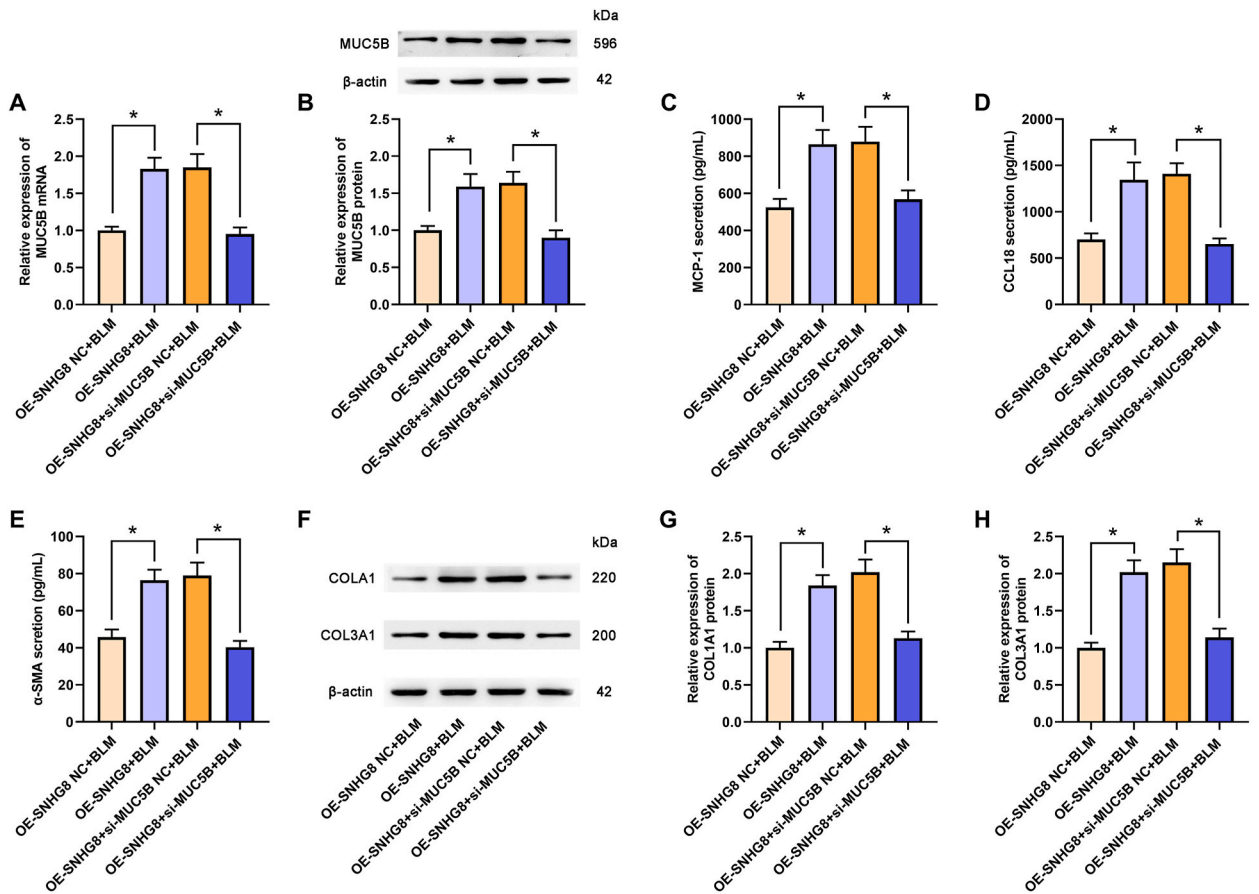 kDa
MUC5B
596
β-actin
42
A
Relative expression of
MUC5B mRNA
2.5
2.0
1.5
1.0
0.5
0.0
*
*
OE-SNHG8 NC+BLM
OE-SNHG8+BLM
OE-SNHG8+si-MUC5B NC+BLM
OE-SNHG8+si-MUC5B+BLM
B
Relative expression of
MUC5B protein
2.5
2.0
1.5
1.0
0.5
0.0
*
*
OE-SNHG8 NC+BLM
OE-SNHG8+BLM
OE-SNHG8+si-MUC5B NC+BLM
OE-SNHG8+si-MUC5B+BLM
C
MCP-1 secretion (pg/mL)
1000
800
600
400
200
0
*
*
OE-SNHG8 NC+BLM
OE-SNHG8+BLM
OE-SNHG8+si-MUC5B NC+BLM
OE-SNHG8+si-MUC5B+BLM
D
CCL18 secretion (pg/mL)
2000
1500
1000
500
0
*
*
OE-SNHG8 NC+BLM
OE-SNHG8+BLM
OE-SNHG8+si-MUC5B NC+BLM
OE-SNHG8+si-MUC5B+BLM
E
α-SMA scretion (pg/mL)
100
80
60
40
20
0
*
*
OE-SNHG8 NC+BLM
OE-SNHG8+BLM
OE-SNHG8+si-MUC5B NC+BLM
OE-SNHG8+si-MUC5B+BLM
F
kDa
COLA1
220
COL3A1
200
β-actin
42
OE-SNHG8 NC+BLM
OE-SNHG8+BLM
OE-SNHG8+si-MUC5B NC+BLM
OE-SNHG8+si-MUC5B+BLM
G
Relative expression of
COL1A1 protein
2.5
2.0
1.5
1.0
0.5
0.0
*
*
OE-SNHG8 NC+BLM
OE-SNHG8+BLM
OE-SNHG8+si-MUC5B NC+BLM
OE-SNHG8+si-MUC5B+BLM
H
Relative expression of
COL3A1 protein
2.5
2.0
1.5
1.0
0.5
0.0
*
*
OE-SNHG8 NC+BLM
OE-SNHG8+BLM
OE-SNHG8+si-MUC5B NC+BLM
OE-SNHG8+si-MUC5B+BLM